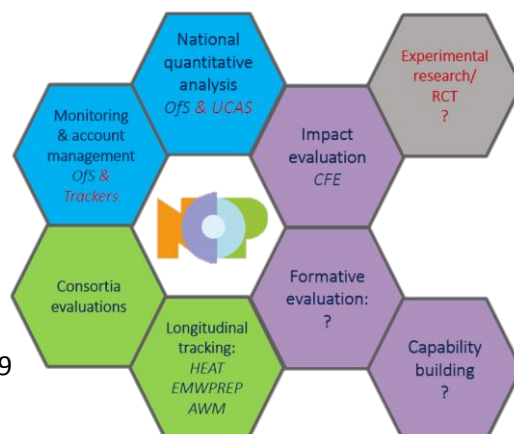 National
quantitative
analysis
OfS & UCAS
Experimental
research/
RCT
?
Monitoring
& account
management
OfS &
Trackers
Impact
evaluation
CFE
NCOP
Consortia
evaluations
Formative
evaluation:
?
Longitudinal
tracking:
HEAT
EMWPREP
AWM
Capability
building
?
9